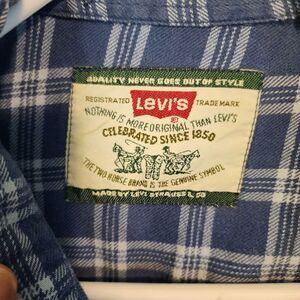 QUALITY NEVER GOES OUT OF STYLE
REGISTERED LEVI'S TRADE MARK
®
NOTHING IS MORE ORIGINAL THAN LEVI'S
CELEBRATED SINCE 1850
THE TWO HORSE BRAND IS THE GENUINE SYMBOL
MADE BY LEVI STRAUSS & CO